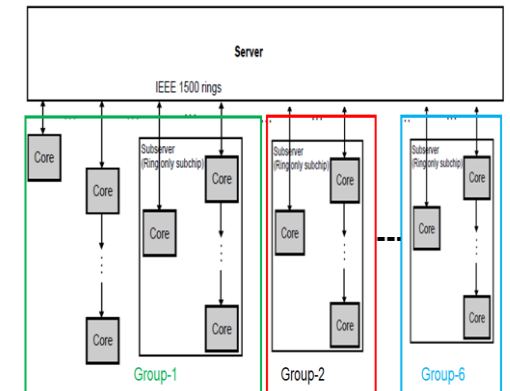 Server
IEEE 1500 rings
Core
Core
Core
Subserver
(Ring only subchip)
Core
Core
Core
Subserver
(Ring only subchip)
Core
Core
Core
Subserver
(Ring only subchip)
Core
Core
Core
Group-1
Group-2
Group-6